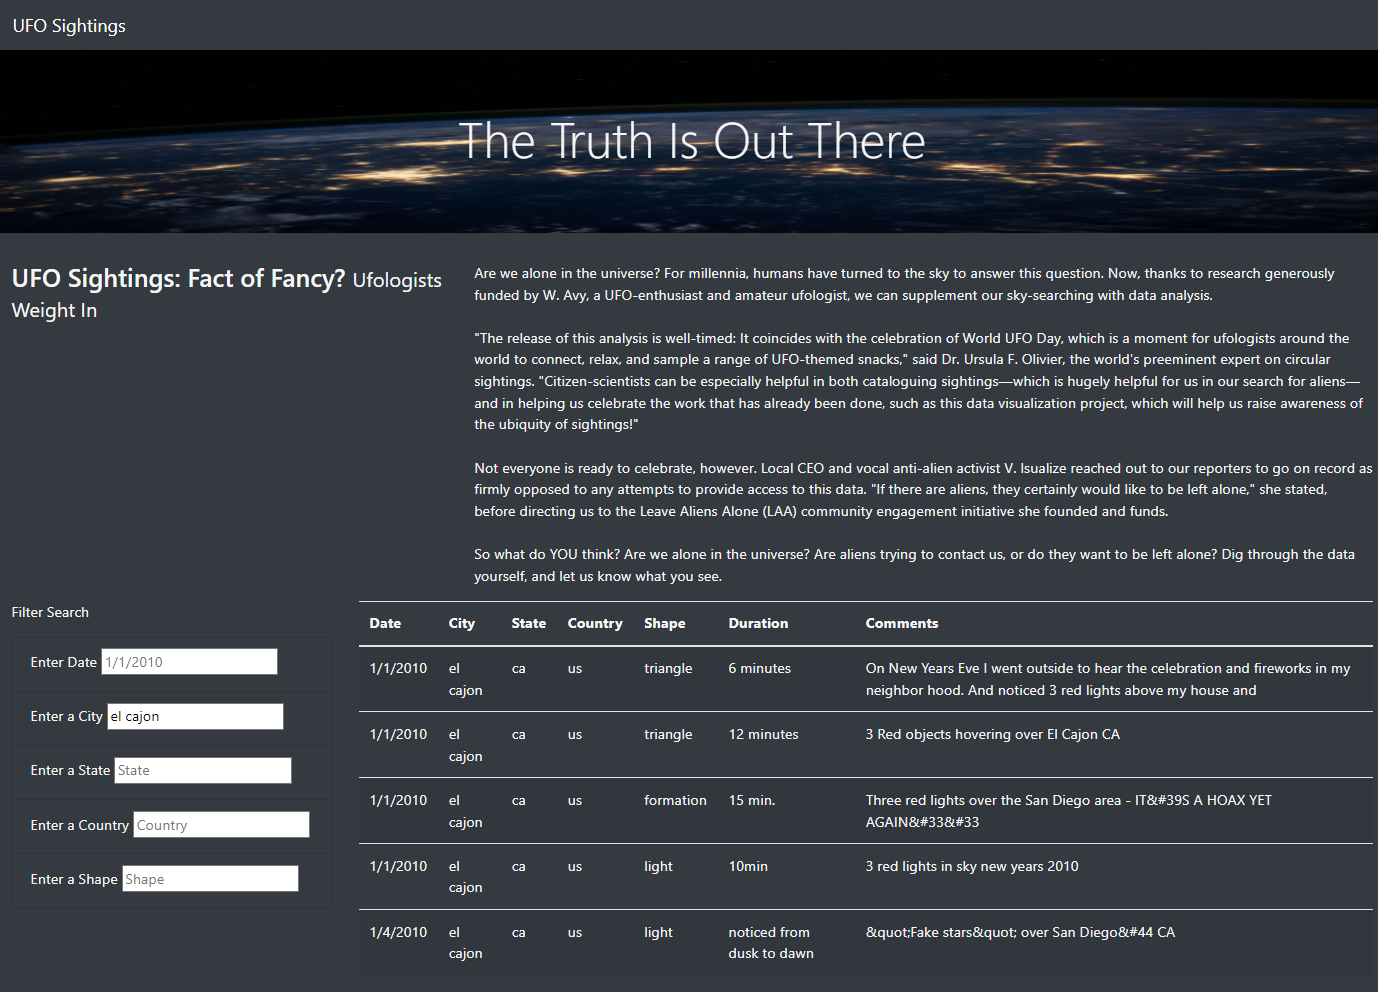 UFO Sightings
The Truth Is Out There
UFO Sightings: Fact of Fancy? Ufologists
Weight In
Are we alone in the universe? For millennia, humans have turned to the sky to answer this question. Now, thanks to research generously
funded by W. Avy, a UFO-enthusiast and amateur ufologist, we can supplement our sky-searching with data analysis.
"The release of this analysis is well-timed: It coincides with the celebration of World UFO Day, which is a moment for ufologists around the
world to connect, relax, and sample a range of UFO-themed snacks," said Dr. Ursula F. Olivier, the world's preeminent expert on circular
sightings. "Citizen-scientists can be especially helpful in both cataloguing sightings—which is hugely helpful for us in our search for aliens—
and in helping us celebrate the work that has already been done, such as this data visualization project, which will help us raise awareness of
the ubiquity of sightings!"
Not everyone is ready to celebrate, however. Local CEO and vocal anti-alien activist V. Isualize reached out to our reporters to go on record as
firmly opposed to any attempts to provide access to this data. "If there are aliens, they certainly would like to be left alone," she stated,
before directing us to the Leave Aliens Alone (LAA) community engagement initiative she founded and funds.
So what do YOU think? Are we alone in the universe? Are aliens trying to contact us, or do they want to be left alone? Dig through the data
yourself, and let us know what you see.
Filter Search
Enter Date 1/1/2010
Enter a City el cajon
Enter a State State
Enter a Country Country
Enter a Shape Shape
Date City State Country Shape Duration Comments
1/1/2010 el ca us triangle 6 minutes On New Years Eve I went outside to hear the celebration and fireworks in my
cajon neighbor hood. And noticed 3 red lights above my house and
1/1/2010 el ca us triangle 12 minutes 3 Red objects hovering over El Cajon CA
cajon
1/1/2010 el ca us formation 15 min. Three red lights over the San Diego area - IT&#39S A HOAX YET
cajon AGAIN&#33&#33
1/1/2010 el ca us light 10min 3 red lights in sky new years 2010
cajon
1/4/2010 el ca us light noticed from &quot;Fake stars&quot; over San Diego&#44 CA
cajon dusk to dawn